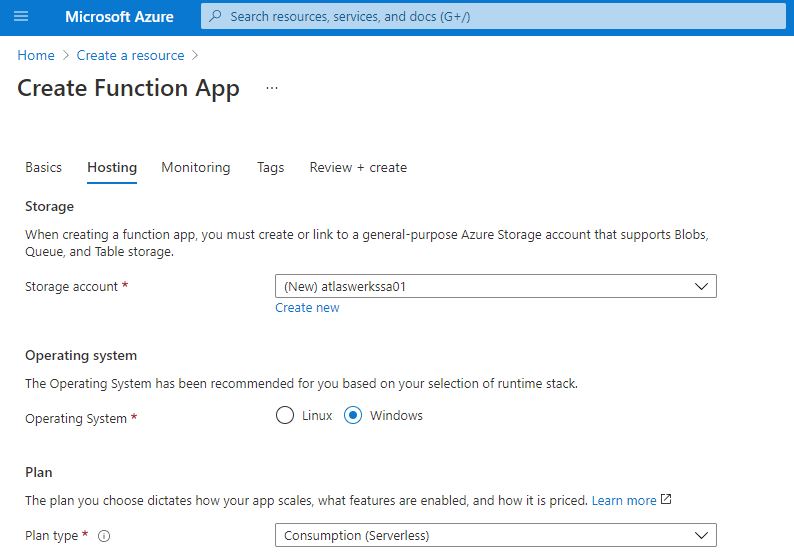 Microsoft Azure
Search resources, services, and docs (G+/)
Home > Create a resource >
Create Function App ...
Basics Hosting Monitoring Tags Review + create
Storage
When creating a function app, you must create or link to a general-purpose Azure Storage account that supports Blobs,
Queue, and Table storage.
Storage account *
(New) atlaswerkssa01
Create new
Operating system
The Operating System has been recommended for you based on your selection of runtime stack.
Operating System *
Linux Windows
Plan
The plan you choose dictates how your app scales, what features are enabled, and how it is priced. Learn more
Plan type *
Consumption (Serverless)